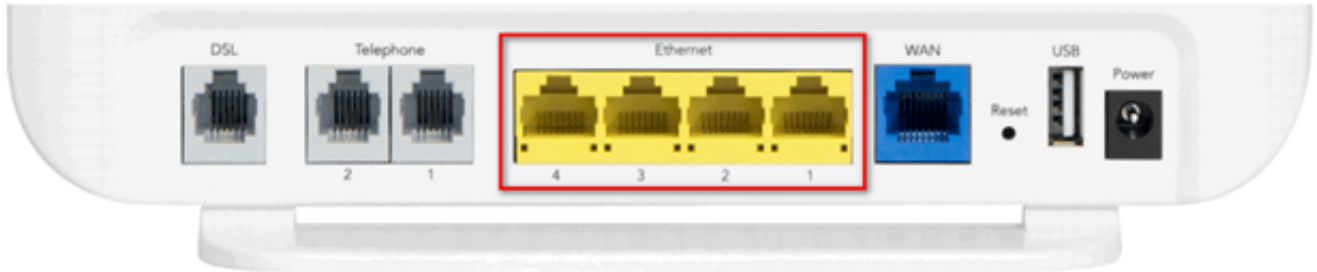 DSL Telephone Ethernet WAN USB
Power
Reset
2 1 4 3 2 1